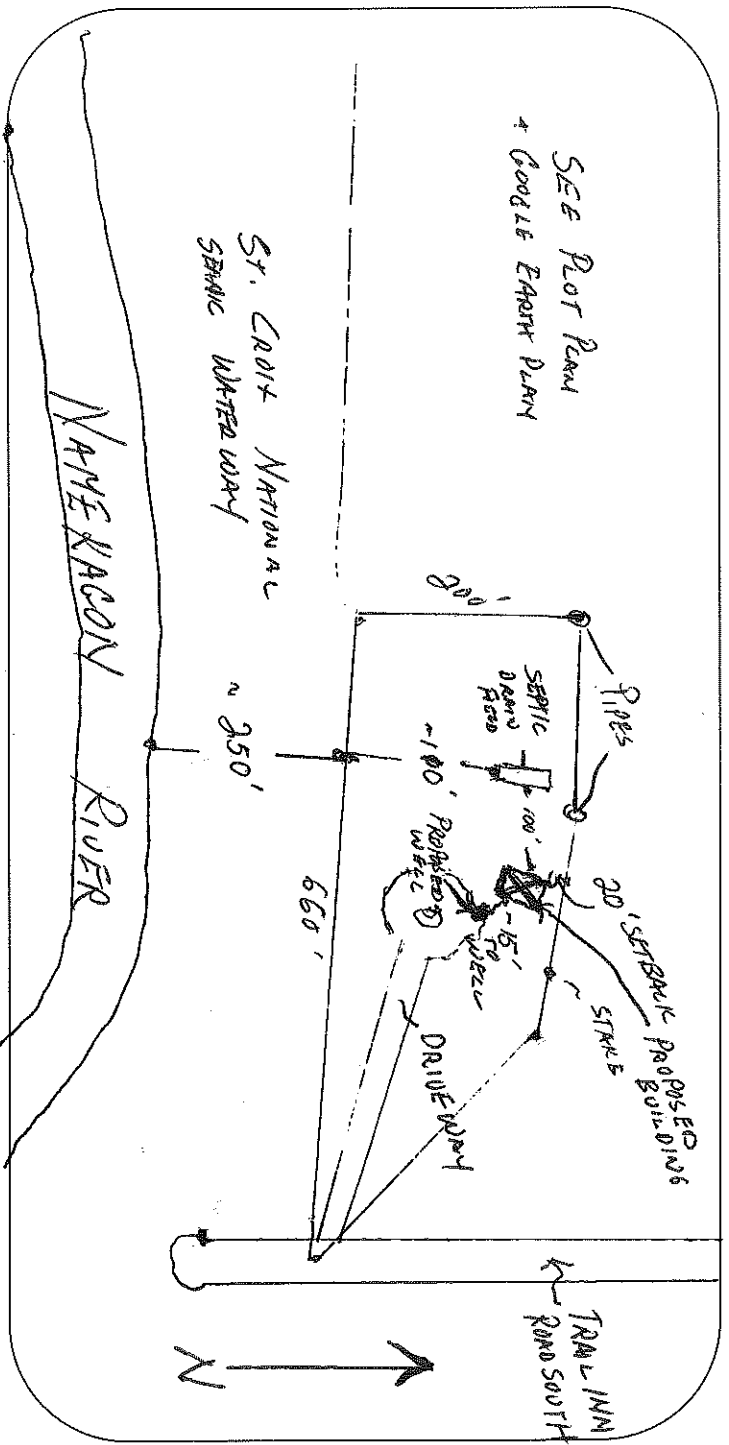 SEE PLOT PLAN
+ GOOGLE EARTH PLAN
ST. CROIX NATIONAL
SENIC WATERWAY
NAMEKAGON RIVER
200'
PIPES
SEPTIC
DRAIN
FIELD
~100'
100'
~250'
660'
PROPOSED
WELL
~15'
TO
WELL
20' SETBACK
PROPOSED
BUILDING
STAKE
DRIVEWAY
TRAIL INN
ROAD SOUTH
N